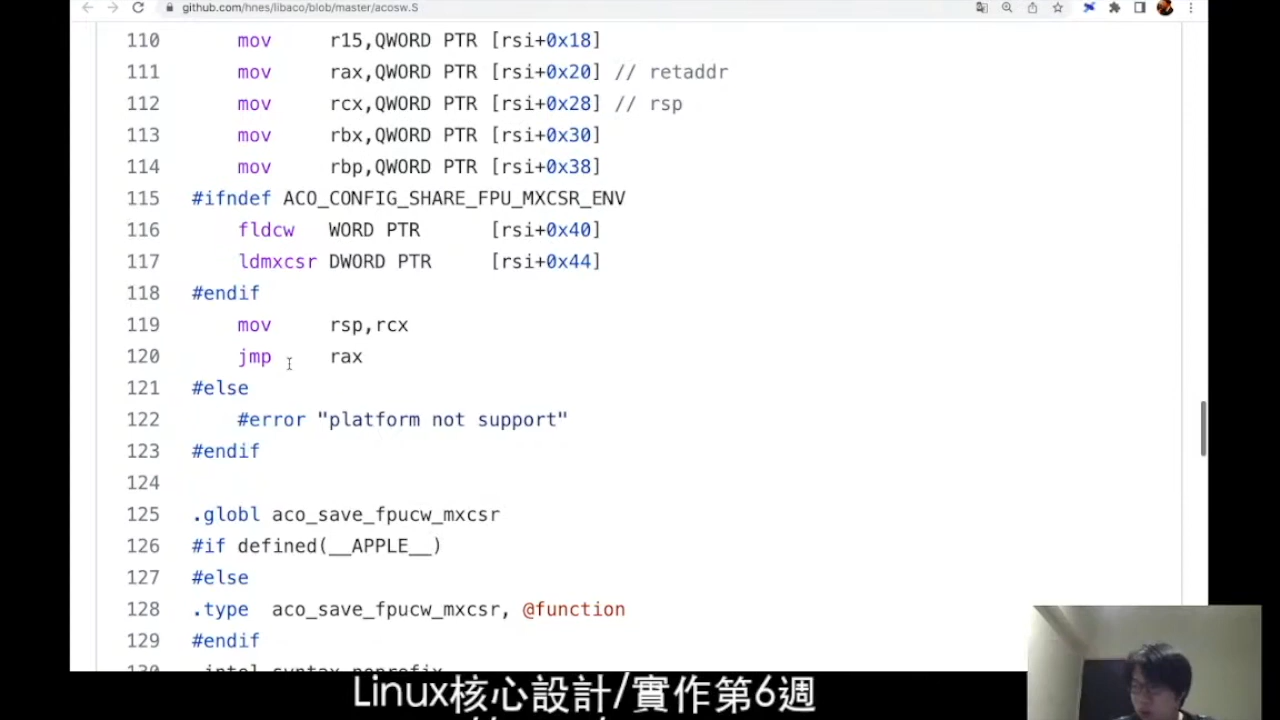 github.com/hnes/libaco/blob/master/acosw.S
110 mov r15,QWORD PTR [rsi+0x18]
111 mov rax,QWORD PTR [rsi+0x20] // retaddr
112 mov rcx,QWORD PTR [rsi+0x28] // rsp
113 mov rbx,QWORD PTR [rsi+0x30]
114 mov rbp,QWORD PTR [rsi+0x38]
115 #ifndef ACO_CONFIG_SHARE_FPU_MXCSR_ENV
116 fldcw WORD PTR [rsi+0x40]
117 ldmxcsr DWORD PTR [rsi+0x44]
118 #endif
119 mov rsp,rcx
120 jmp rax
121 #else
122 #error "platform not support"
123 #endif
124
125 .globl aco_save_fpucw_mxcsr
126 #if defined(__APPLE__)
127 #else
128 .type aco_save_fpucw_mxcsr, @function
129 #endif
130 .intel_syntax noprefix
Linux核心設計/實作第6週